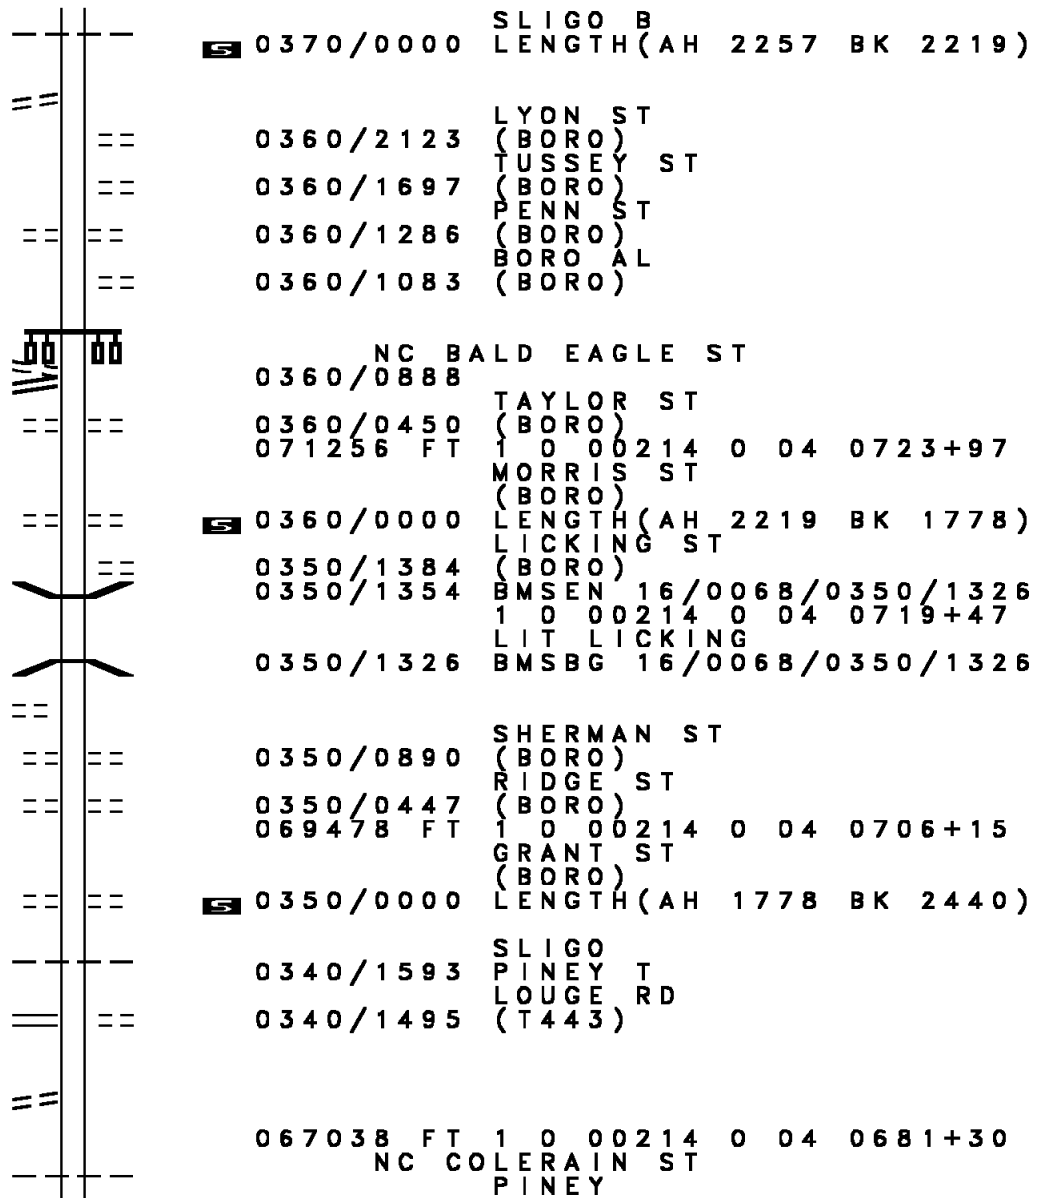 SLIGO B
S 0370/0000 LENGTH(AH 2257 BK 2219)
LYON ST
0360/2123 (BORO)
TUSSEY ST
0360/1697 (BORO)
PENN ST
0360/1286 (BORO)
BORO AL
0360/1083 (BORO)
NC BALD EAGLE ST
0360/0888
TAYLOR ST
0360/0450 (BORO)
071256 FT 1 0 00214 0 04 0723+97
MORRIS ST
(BORO)
S 0360/0000 LENGTH(AH 2219 BK 1778)
LICKING ST
0350/1384 (BORO)
0350/1354 BMSEN 16/0068/0350/1326
1 0 00214 0 04 0719+47
LIT LICKING
0350/1326 BMSBG 16/0068/0350/1326
SHERMAN ST
0350/0890 (BORO)
RIDGE ST
0350/0447 (BORO)
069478 FT 1 0 00214 0 04 0706+15
GRANT ST
(BORO)
S 0350/0000 LENGTH(AH 1778 BK 2440)
SLIGO
0340/1593 PINEY T
LOUGE RD
0340/1495 (T443)
067038 FT 1 0 00214 0 04 0681+30
NC COLERAIN ST
PINEY